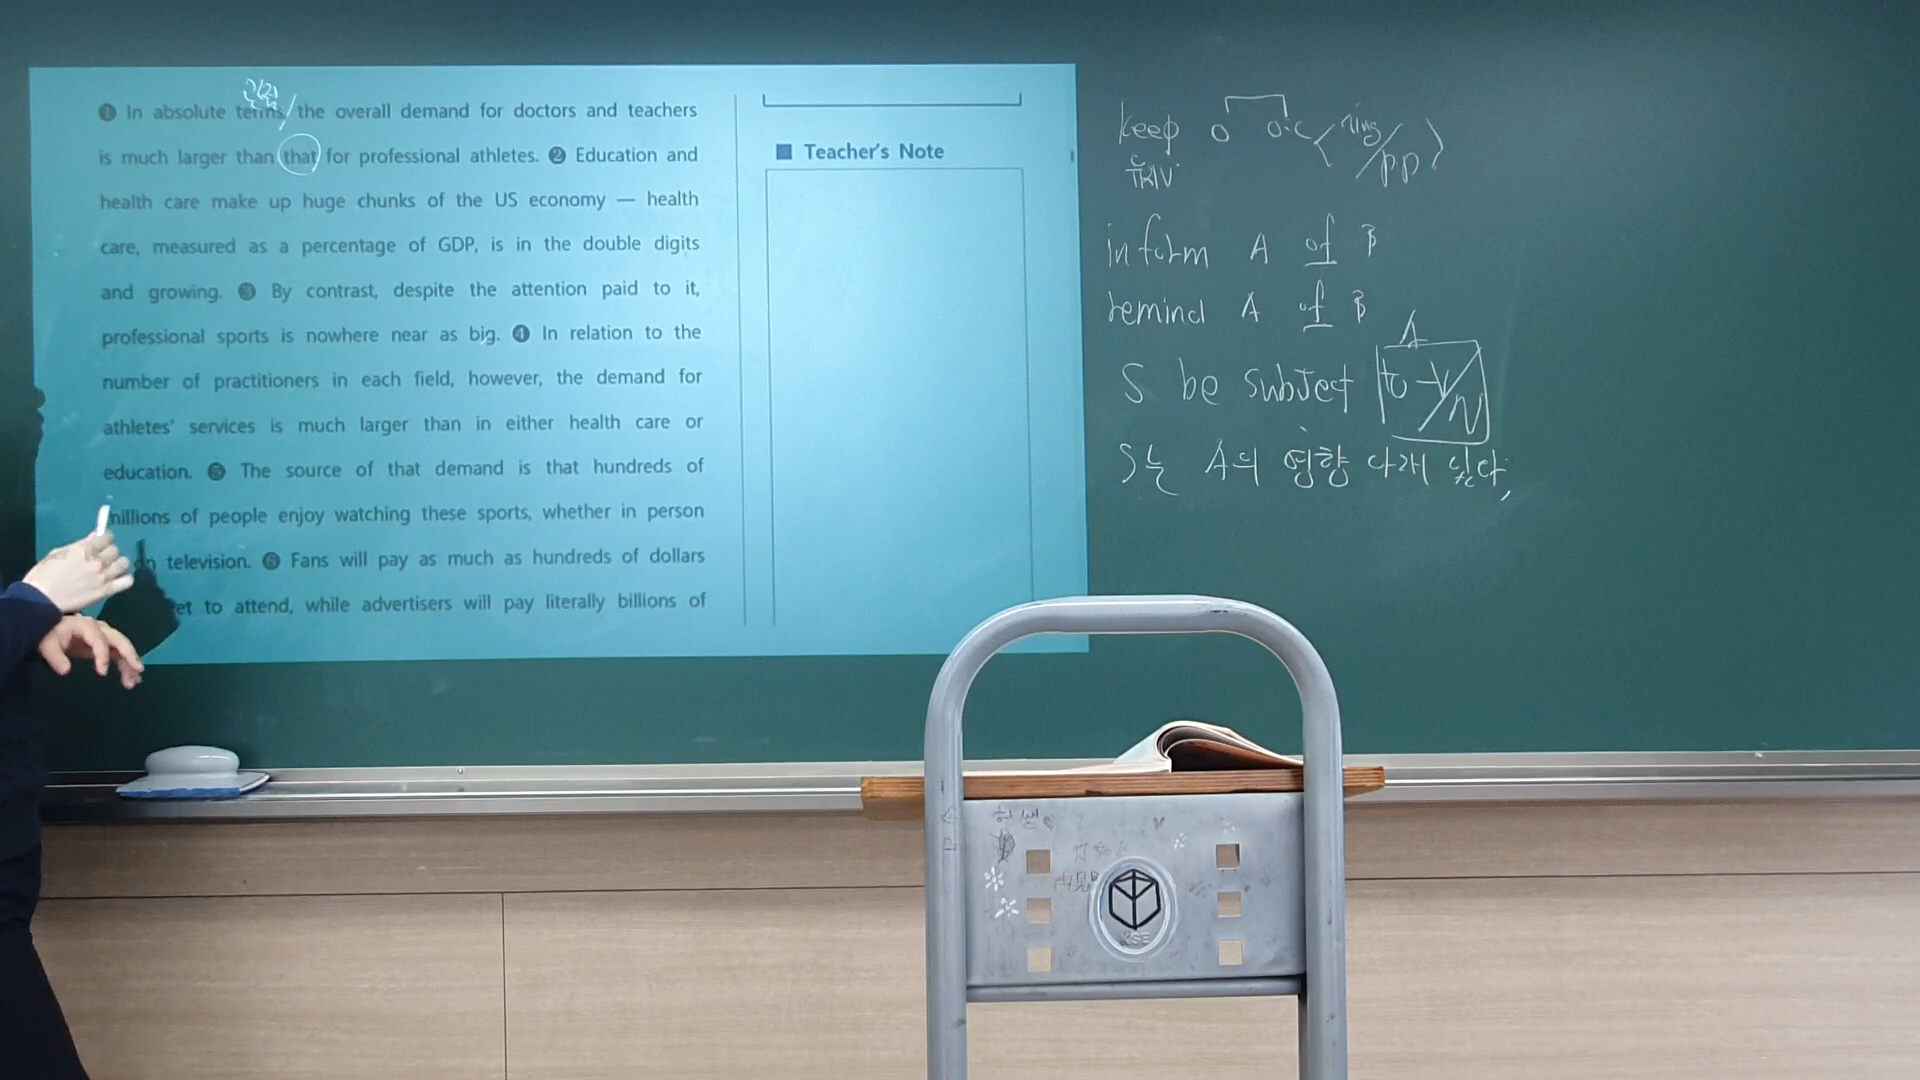 ❶ In absolute terms/the overall demand for doctors and teachers
is much larger than that for professional athletes. ❷ Education and
health care make up huge chunks of the US economy — health
care, measured as a percentage of GDP, is in the double digits
and growing. ❸ By contrast, despite the attention paid to it,
professional sports is nowhere near as big. ❹ In relation to the
number of practitioners in each field, however, the demand for
athletes' services is much larger than in either health care or
education. ❺ The source of that demand is that hundreds of
millions of people enjoy watching these sports, whether in person
television. ❻ Fans will pay as much as hundreds of dollars
to attend, while advertisers will pay literally billions of
Teacher's Note
keep O O.C < ing/p.p >
inform A of B
remind A of B
A
S be subject to-V/N
S는 A의 영향 아래 있다,